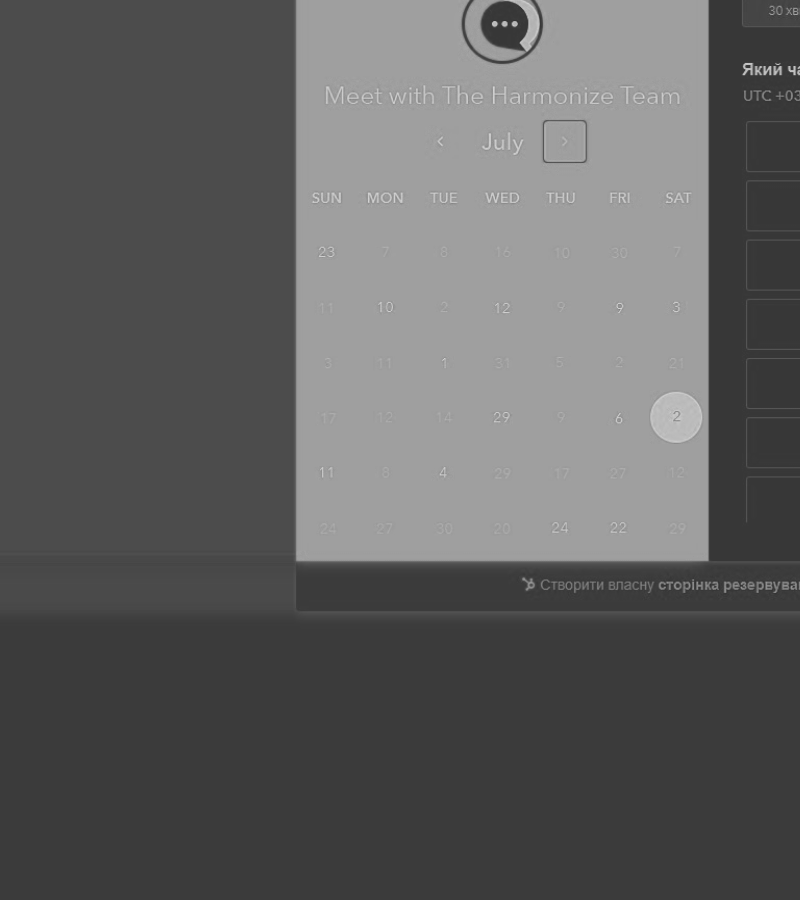 Meet with The Harmonize Team
July
SUN MON TUE WED THU FRI SAT
23 7 8 16 10 30 7
11 10 2 12 9 9 3
3 11 1 31 5 2 21
17 12 14 29 9 6 2
11 8 4 29 17 27 12
24 27 30 20 24 22 29
30 хв
Який ча
UTC +03
Створити власну сторінка резервуван